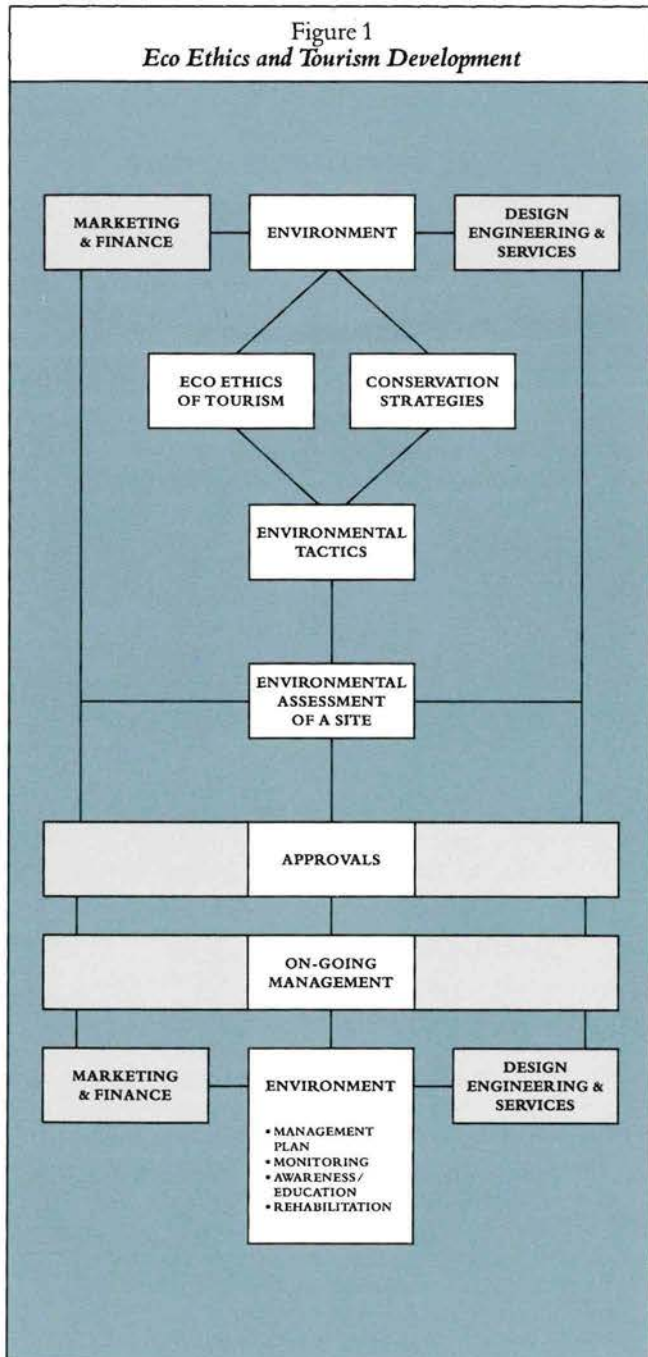 Figure 1
Eco Ethics and Tourism Development
MARKETING
& FINANCE
ENVIRONMENT
DESIGN
ENGINEERING &
SERVICES
ECO ETHICS
OF TOURISM
CONSERVATION
STRATEGIES
ENVIRONMENTAL
TACTICS
ENVIRONMENTAL
ASSESSMENT
OF A SITE
APPROVALS
ON-GOING
MANAGEMENT
MARKETING
& FINANCE
ENVIRONMENT
• MANAGEMENT
PLAN
• MONITORING
• AWARENESS/
EDUCATION
• REHABILITATION
DESIGN
ENGINEERING &
SERVICES